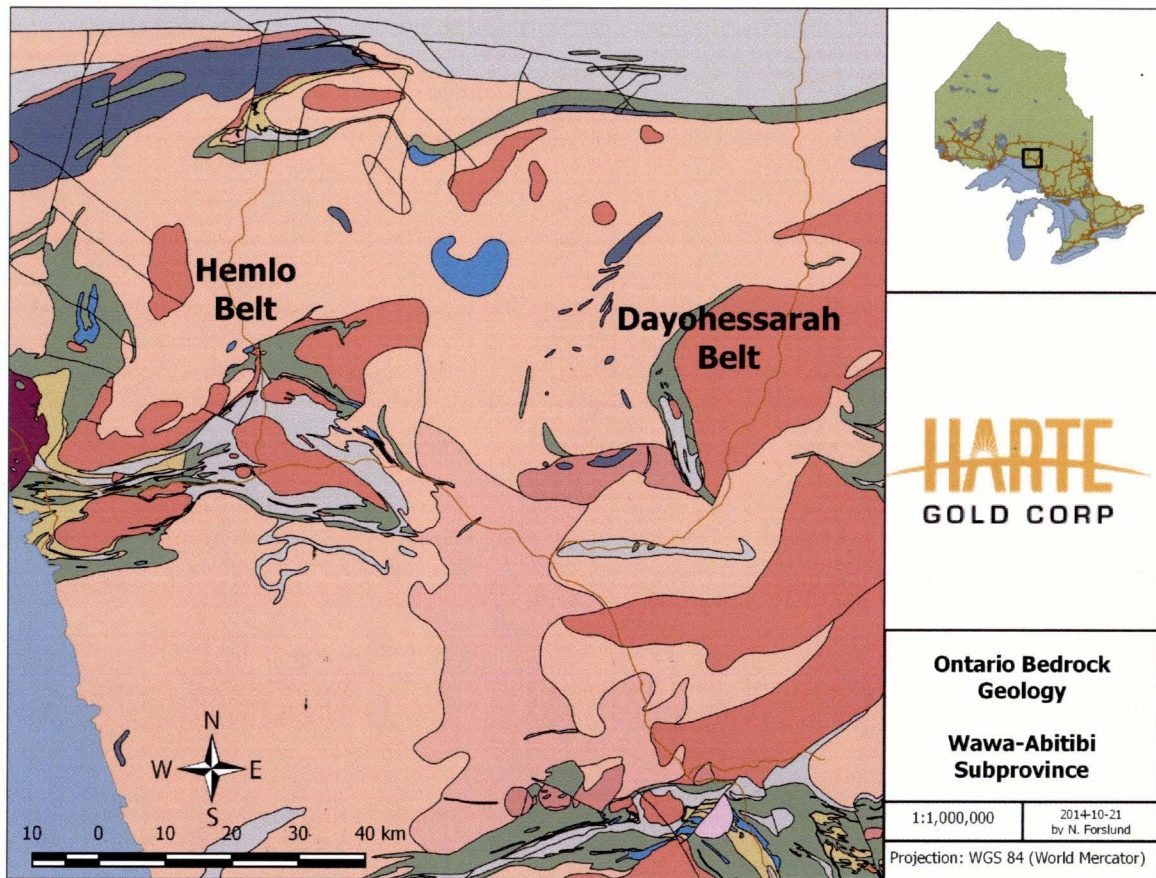 Hemlo
Belt
Dayohessarah
Belt
N
W E
S
10 0 10 20 30 40 km
HARTE
GOLD CORP
Ontario Bedrock
Geology
Wawa-Abitibi
Subprovince
1:1,000,000
2014-10-21
by N. Forslund
Projection: WGS 84 (World Mercator)